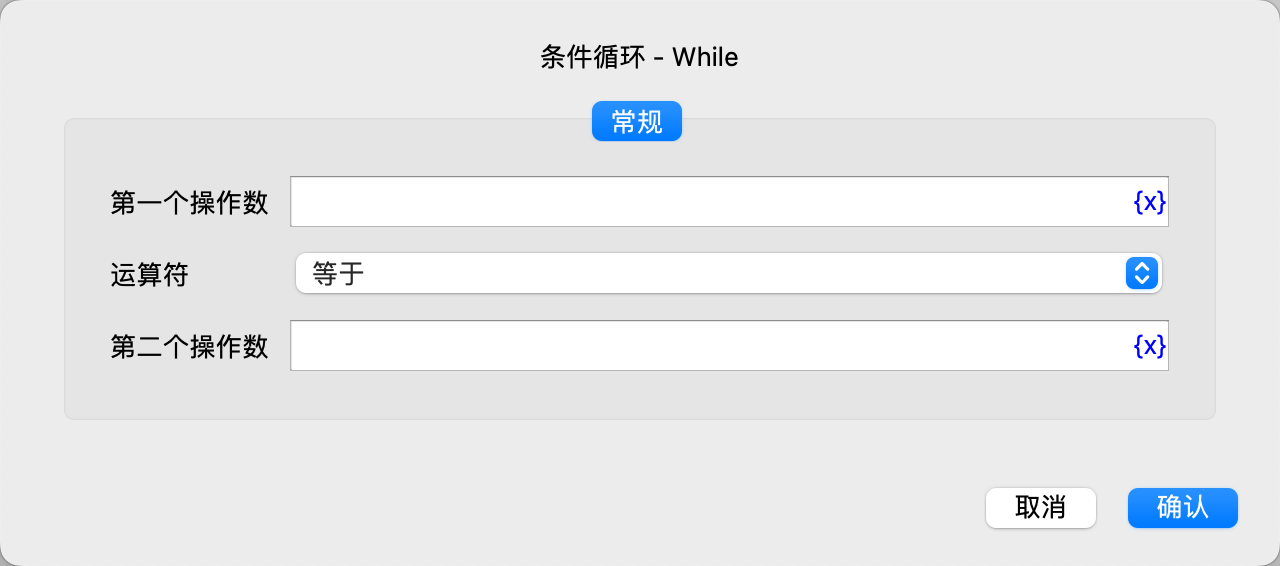 条件循环 - While
常规
第一个操作数 {x}
运算符 等于
第二个操作数 {x}
取消 确认